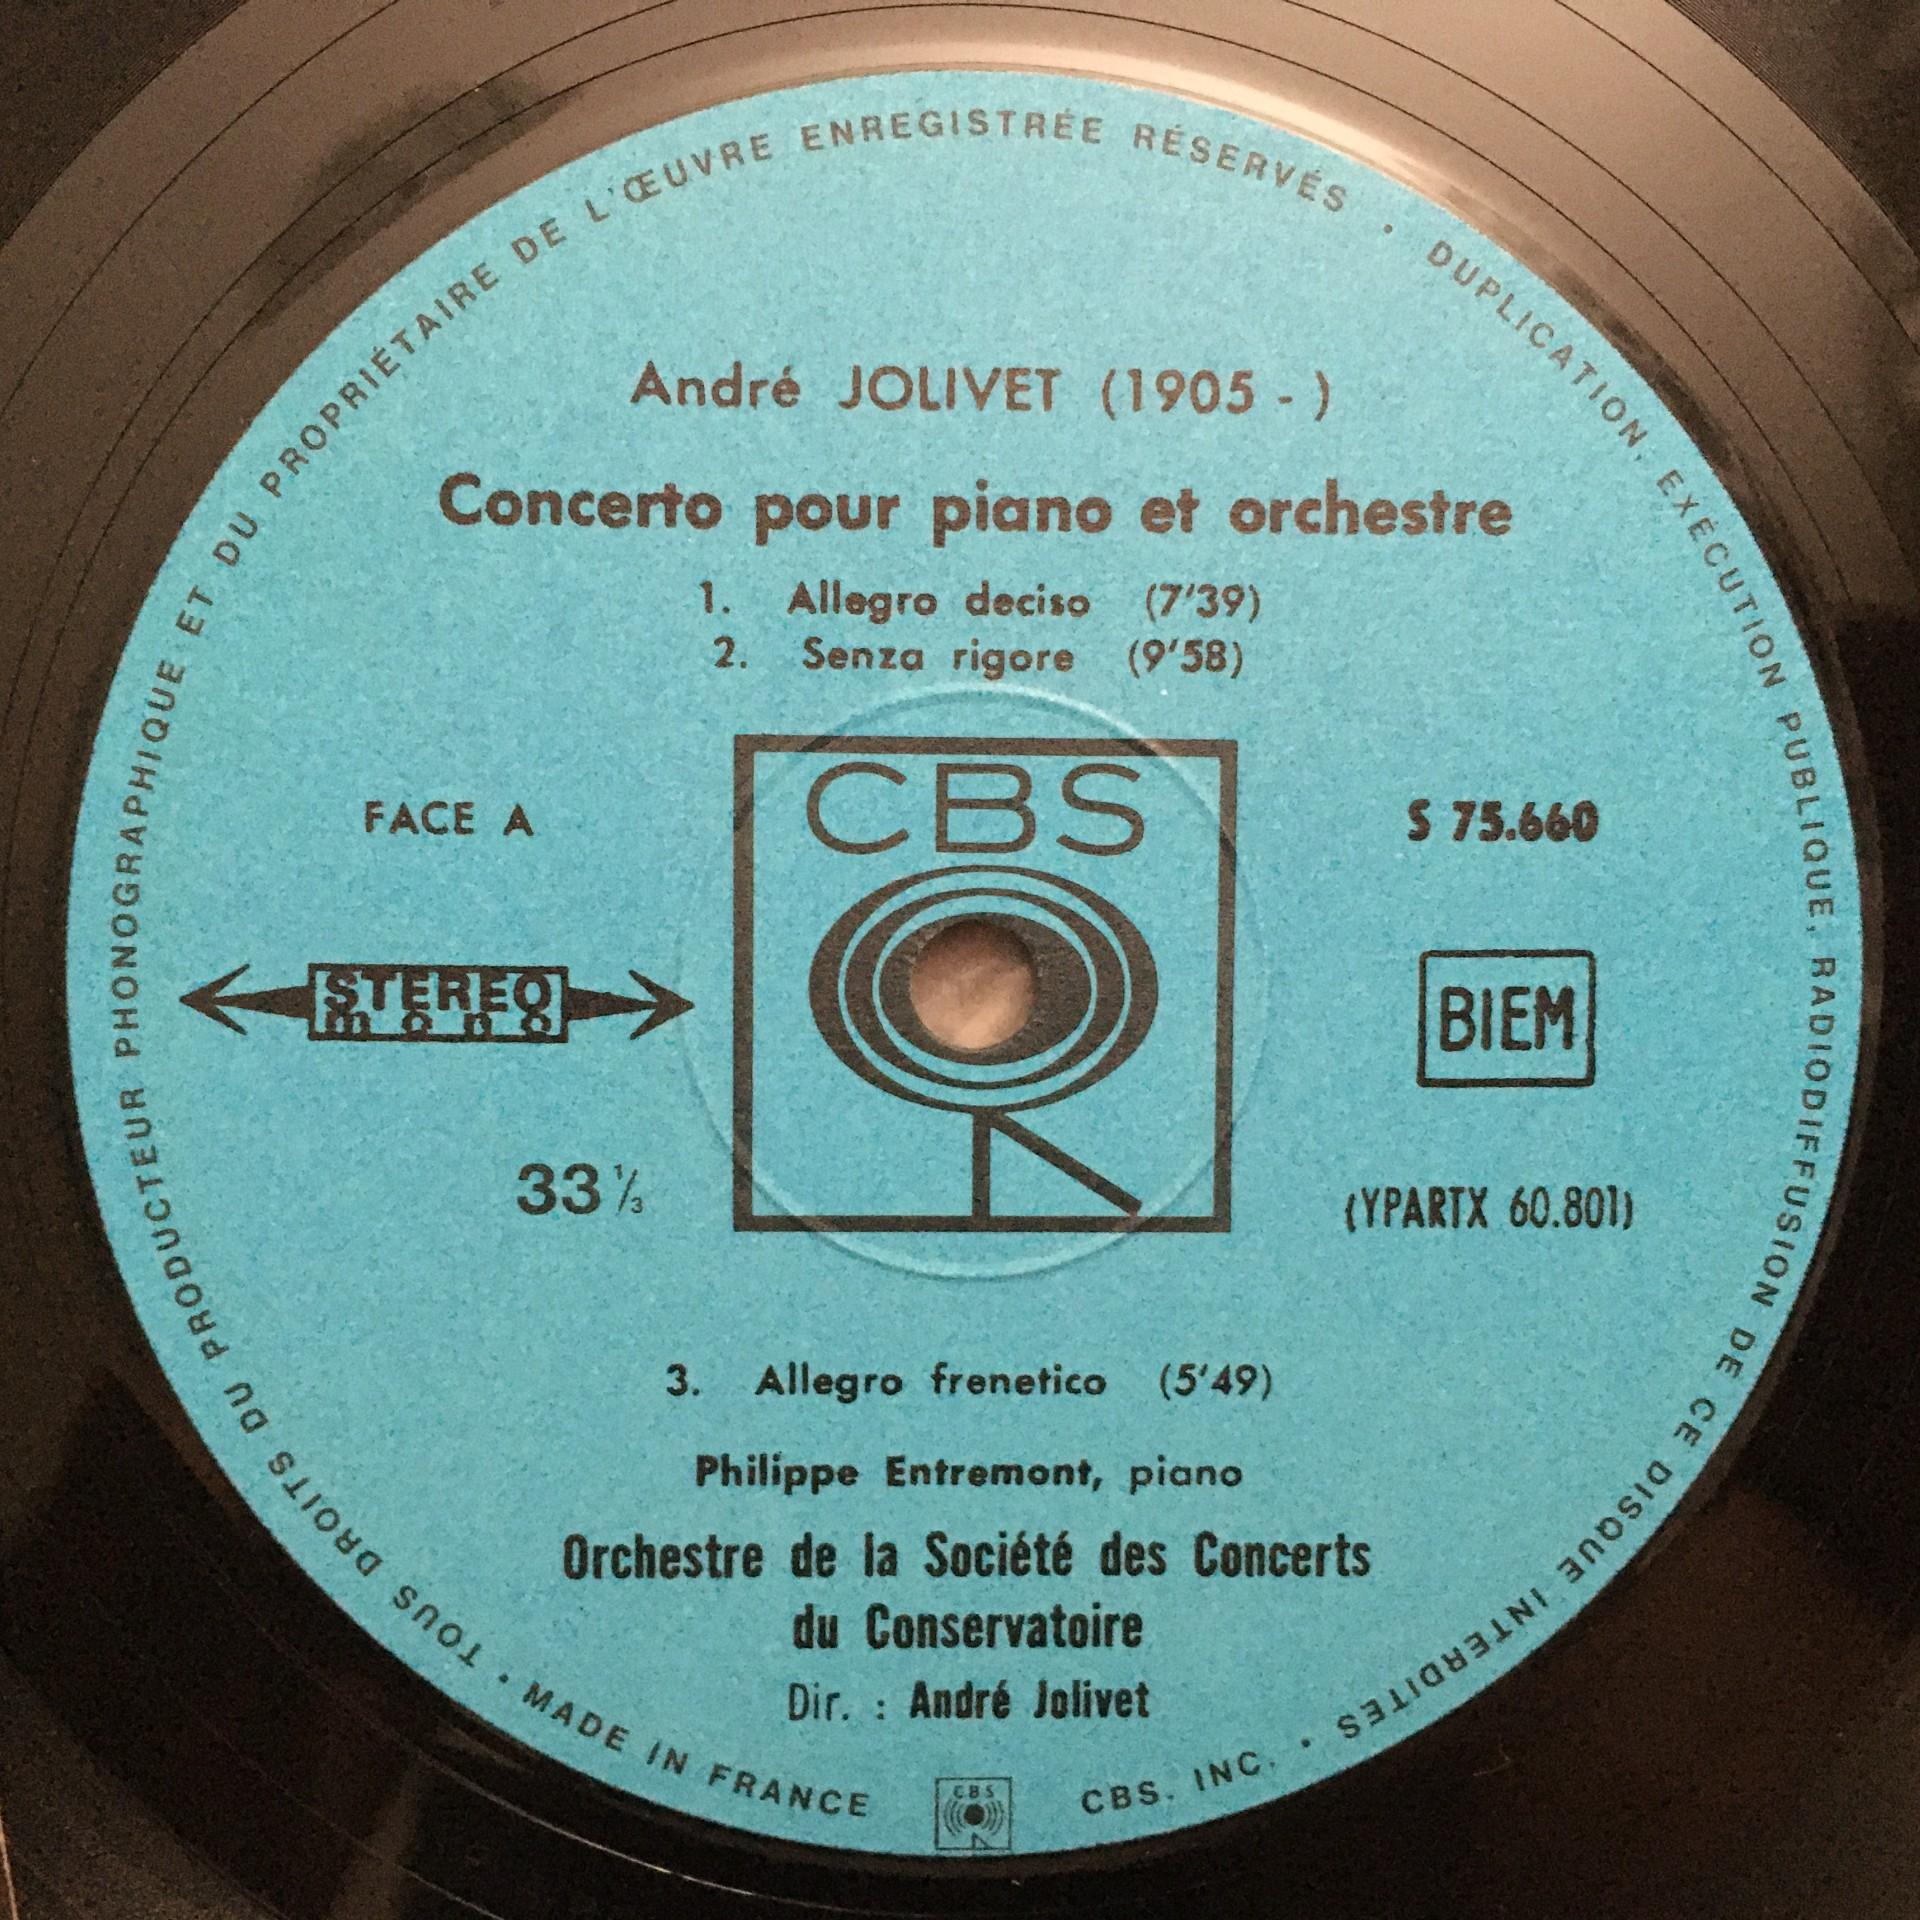 André JOLIVET (1905 - )
Concerto pour piano et orchestre
1. Allegro deciso (7'39)
2. Senza rigore (9'58)
CBS
FACE A
S 75.660
STEREO
mono
BIEM
33 1/3
(YPARTX 60.801)
3. Allegro frenetico (5'49)
Philippe Entremont, piano
Orchestre de la Société des Concerts
du Conservatoire
Dir. : André Jolivet
TOUS DROITS DU PRODUCTEUR PHONOGRAPHIQUE ET DU PROPRIÉTAIRE DE L'ŒUVRE ENREGISTRÉE RÉSERVÉS • DUPLICATION, EXÉCUTION PUBLIQUE, RADIODIFFUSION DE CE DISQUE INTERDITES • CBS. INC.
CBS
• MADE IN FRANCE